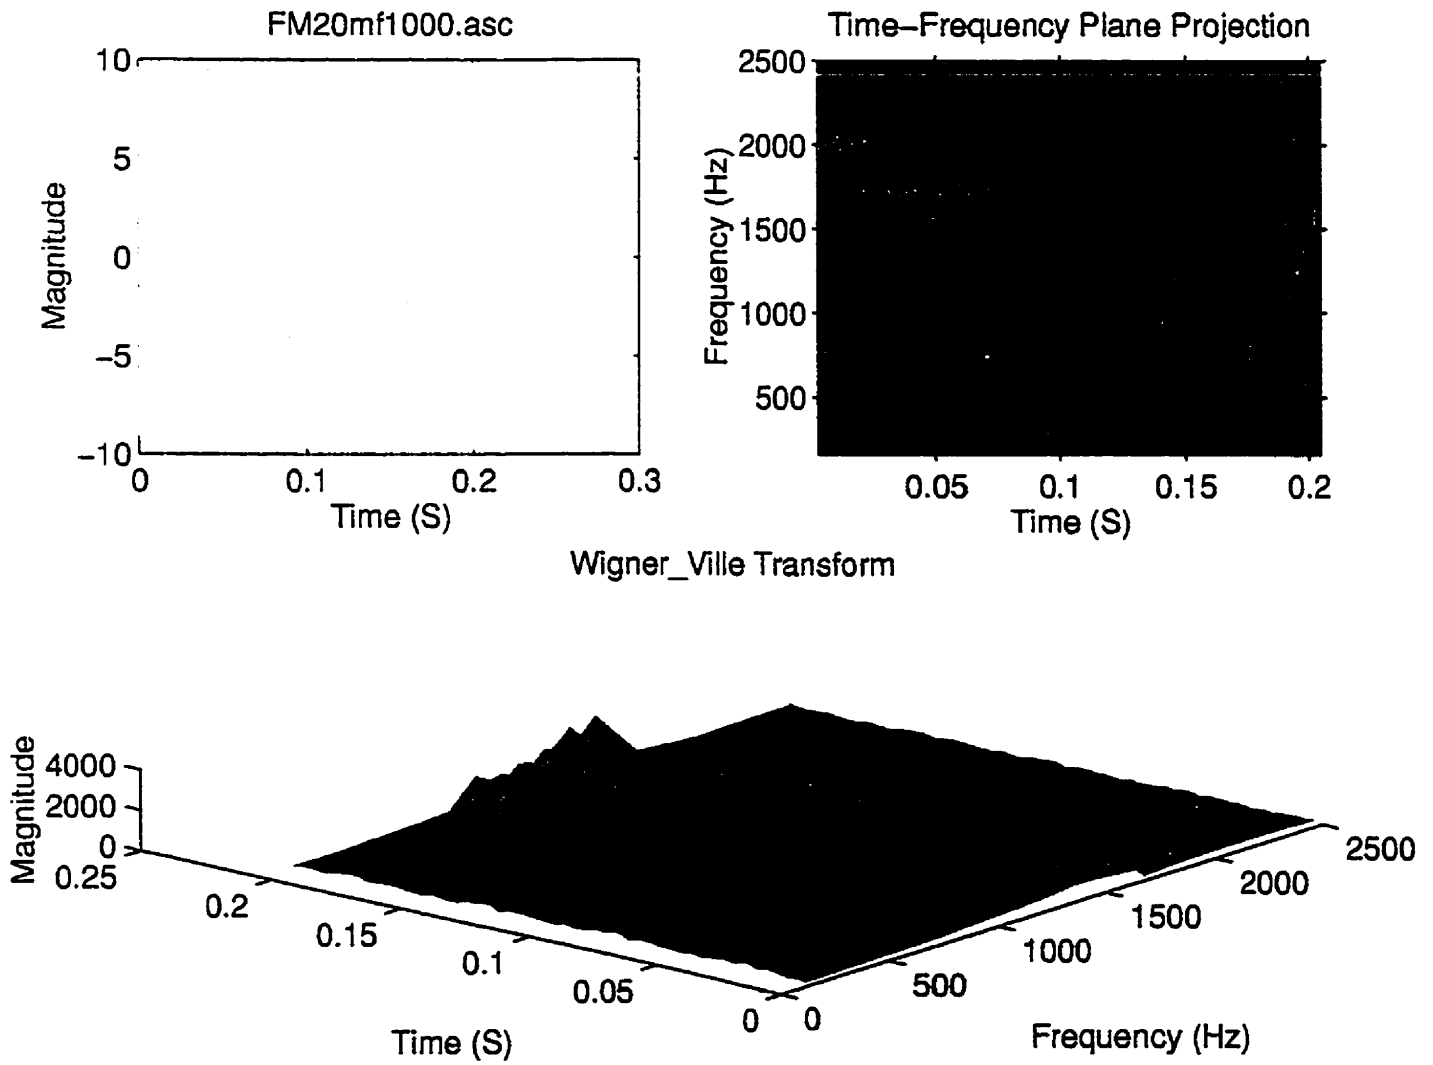 FM20mf1000.asc
10
5
0
−5
−10
Magnitude
0 0.1 0.2 0.3
Time (S)
Time−Frequency Plane Projection
2500
2000
1500
1000
500
Frequency (Hz)
0.05 0.1 0.15 0.2
Time (S)
Wigner_Ville Transform
4000
2000
0
Magnitude
0.25
0.2
0.15
0.1
0.05
0
Time (S)
0
500
1000
1500
2000
2500
Frequency (Hz)